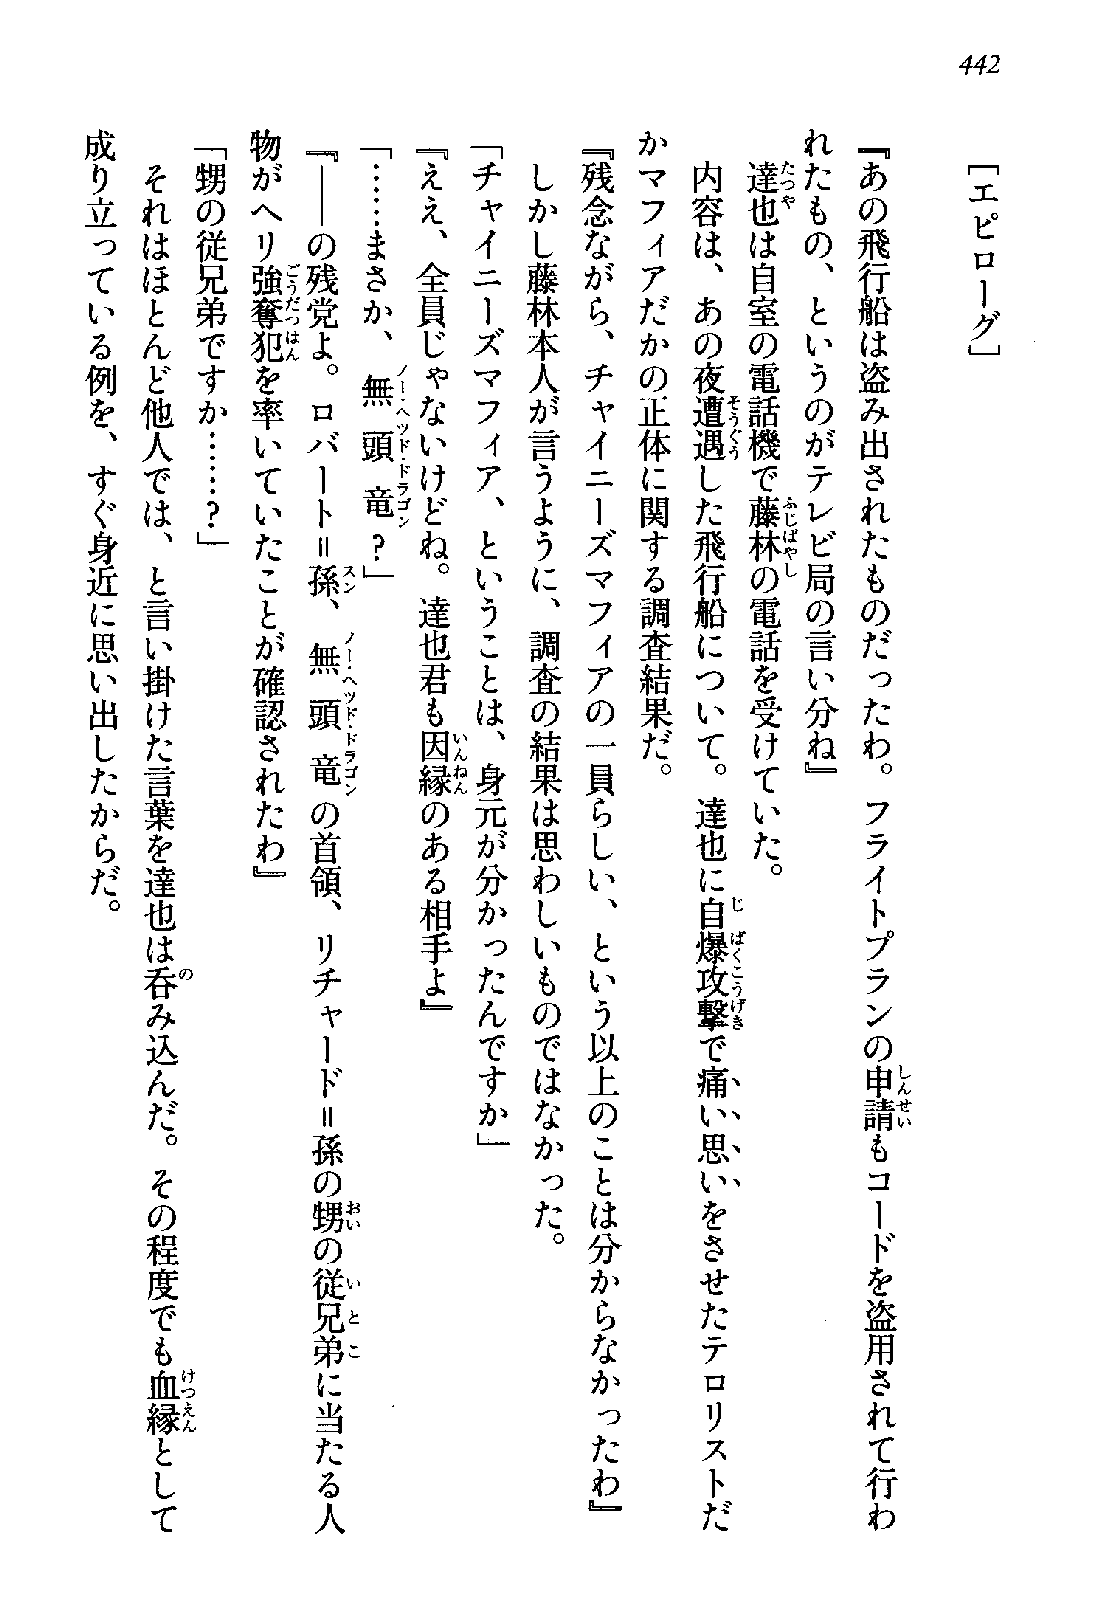 442
［エピローグ］
『あの飛行船は盗み出されたものだったわ。フライトプランの申請もコードを盗用されて行わ
れたもの、というのがテレビ局の言い分ね』
　達也は自室の電話機で藤林の電話を受けていた。
　内容は、あの夜遭遇した飛行船について。達也に自爆攻撃で痛い思いをさせたテロリストだ
かマフィアだかの正体に関する調査結果だ。
『残念ながら、チャイニーズマフィアの一員らしい、という以上のことは分からなかったわ』
　しかし藤林本人が言うように、調査の結果は思わしいものではなかった。
「チャイニーズマフィア、ということは、身元が分かったんですか」
『ええ、全員じゃないけどね。達也君も因縁のある相手よ』
「……まさか、無頭竜？」
『――の残党よ。ロバート＝孫、無頭竜の首領、リチャード＝孫の甥の従兄弟に当たる人
物がヘリ強奪犯を率いていたことが確認されたわ』
「甥の従兄弟ですか……？」
　それはほとんど他人では、と言い掛けた言葉を達也は呑み込んだ。その程度でも血縁として
成り立っている例を、すぐ身近に思い出したからだ。